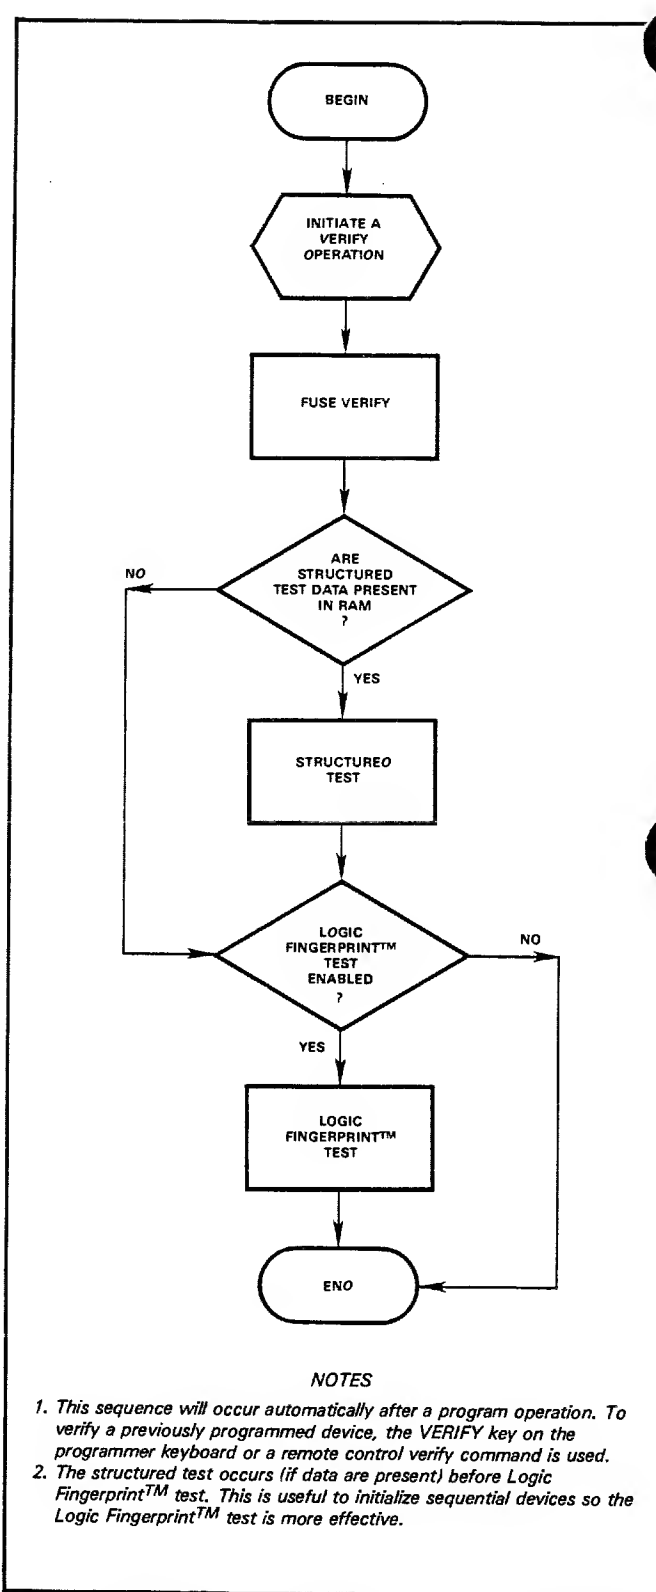 BEGIN
INITIATE A
VERIFY
OPERATION
FUSE VERIFY
ARE
STRUCTURED
TEST DATA PRESENT
IN RAM
?
NO
YES
STRUCTUREO
TEST
LOGIC
FINGERPRINT™
TEST
ENABLED
?
NO
YES
LOGIC
FINGERPRINT™
TEST
ENO
NOTES
1. This sequence will occur automatically after a program operation. To
verify a previously programmed device, the VERIFY key on the
programmer keyboard or a remote control verify command is used.
2. The structured test occurs (if data are present) before Logic
Fingerprint™ test. This is useful to initialize sequential devices so the
Logic Fingerprint™ test is more effective.